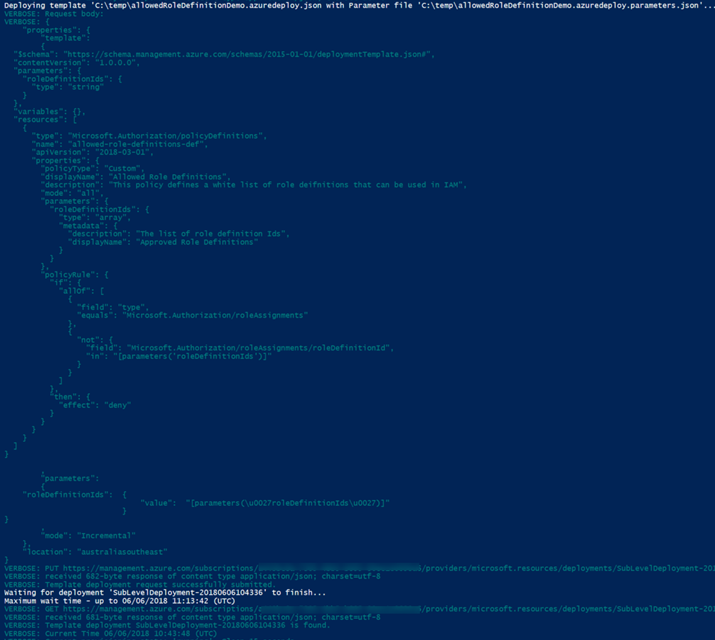 Deploying template 'C:\temp\allowedRoleDefinitionDemo.azuredeploy.json with Parameter file 'C:\temp\allowedRoleDefinitionDemo.azuredeploy.parameters.json'...
VERBOSE: Request body:
VERBOSE: {
"properties": {
"template":
{
"$schema": "https://schema.management.azure.com/schemas/2015-01-01/deploymentTemplate.json#",
"contentVersion": "1.0.0.0",
"parameters": {
"roleDefinitionIds": {
"type": "string"
}
},
"variables": {},
"resources": [
{
"type": "Microsoft.Authorization/policyDefinitions",
"name": "allowed-role-definitions-def",
"apiversion": "2018-03-01",
"properties": {
"policyType": "Custom",
"displayName": "Allowed Role Definitions",
"description": "This policy defines a white list of role deifnitions that can be used in IAM",
"mode": "all",
"parameters": {
"roleDefinitionIds": {
"type": "array",
"metadata": {
"description": "The list of role definition Ids",
"displayName": "Approved Role Definitions"
}
}
},
"policyRule": {
"if": {
"allOf": [
{
"field": "type",
"equals": "Microsoft.Authorization/roleAssignments"
},
{
"not": {
"field": "Microsoft.Authorization/roleAssignments/roleDefinitionId",
"in": "[parameters('roleDefinitionIds')]"
}
}
]
},
"then": {
"effect": "deny"
}
}
}
}
]
}
,
"parameters":
{
"roleDefinitionIds": {
"value": "[parameters(\u0027roleDefinitionIds\u0027)]"
}
}
,
"mode": "Incremental"
},
"location": "australiasoutheast"
}
VERBOSE: PUT https://management.azure.com/subscriptions/ /providers/microsoft.resources/deployments/SubLevelDeployment-2018
VERBOSE: received 682-byte response of content type application/json; charset=utf-8
VERBOSE: Template deployment request successfully submitted.
Waiting for deployment 'SubLevelDeployment-20180606104336' to finish...
Maximum wait time - up to 06/06/2018 11:13:42 (UTC)
VERBOSE: GET https://management.azure.com/subscriptions/ /providers/microsoft.resources/deployments/SubLevelDeployment-2018
VERBOSE: received 681-byte response of content type application/json; charset=utf-8
VERBOSE: Template deployment SubLevelDeployment-20180606104336 is found.
VERBOSE: Current Time 06/06/2018 10:43:48 (UTC)